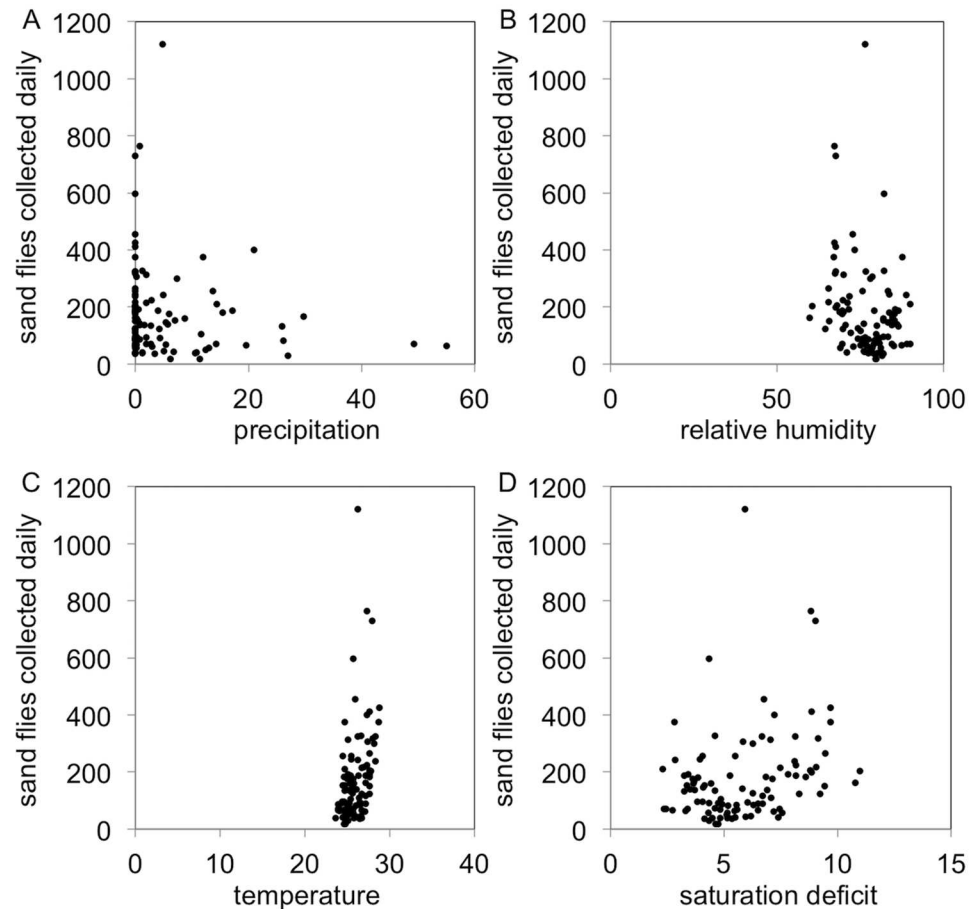 A
sand flies collected daily
1200
1000
800
600
400
200
0
0 20 40 60
precipitation
B
sand flies collected daily
1200
1000
800
600
400
200
0
0 50 100
relative humidity
C
sand flies collected daily
1200
1000
800
600
400
200
0
0 10 20 30 40
temperature
D
sand flies collected daily
1200
1000
800
600
400
200
0
0 5 10 15
saturation deficit